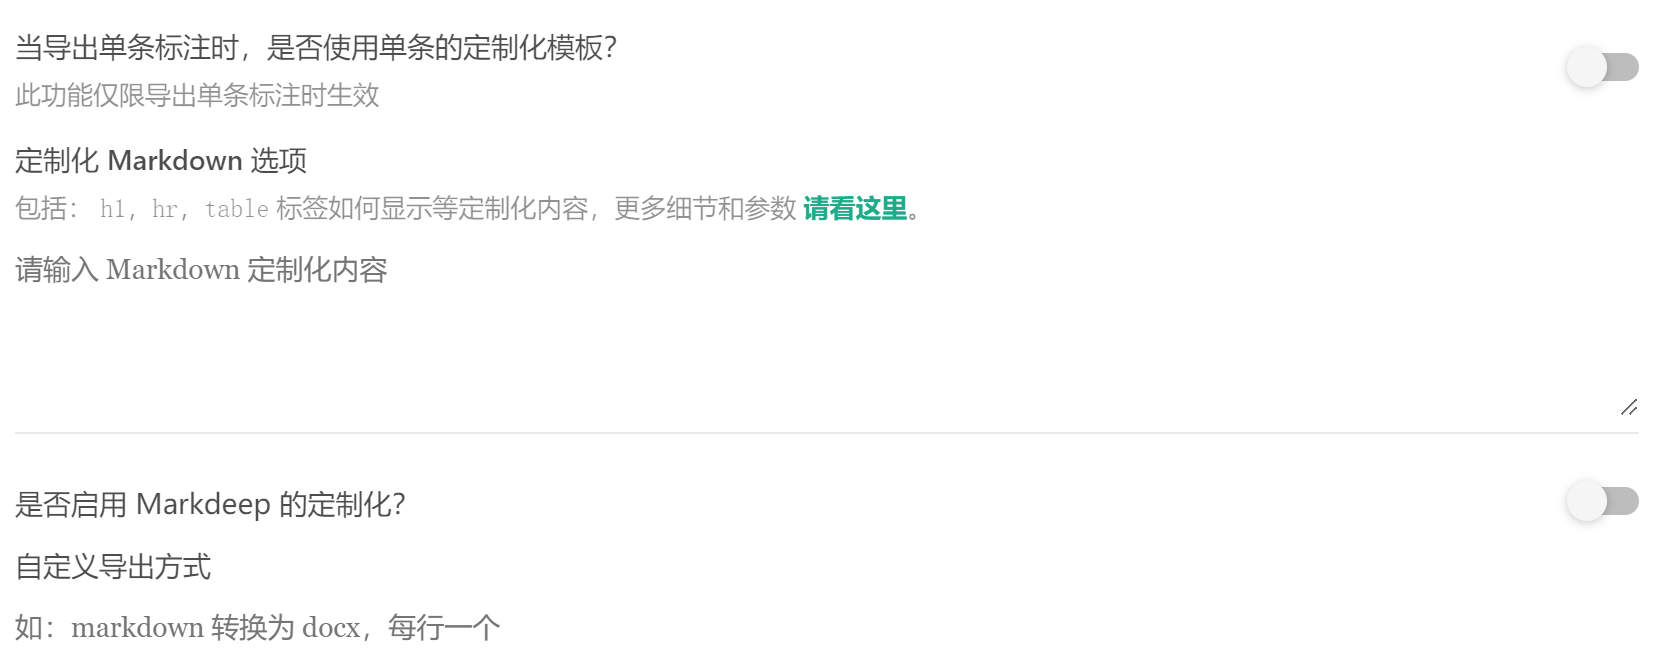 当导出单条标注时，是否使用单条的定制化模板？
此功能仅限导出单条标注时生效
定制化 Markdown 选项
包括： h1, hr, table 标签如何显示等定制化内容，更多细节和参数 请看这里。
请输入 Markdown 定制化内容
是否启用 Markdeep 的定制化？
自定义导出方式
如：markdown 转换为 docx，每行一个